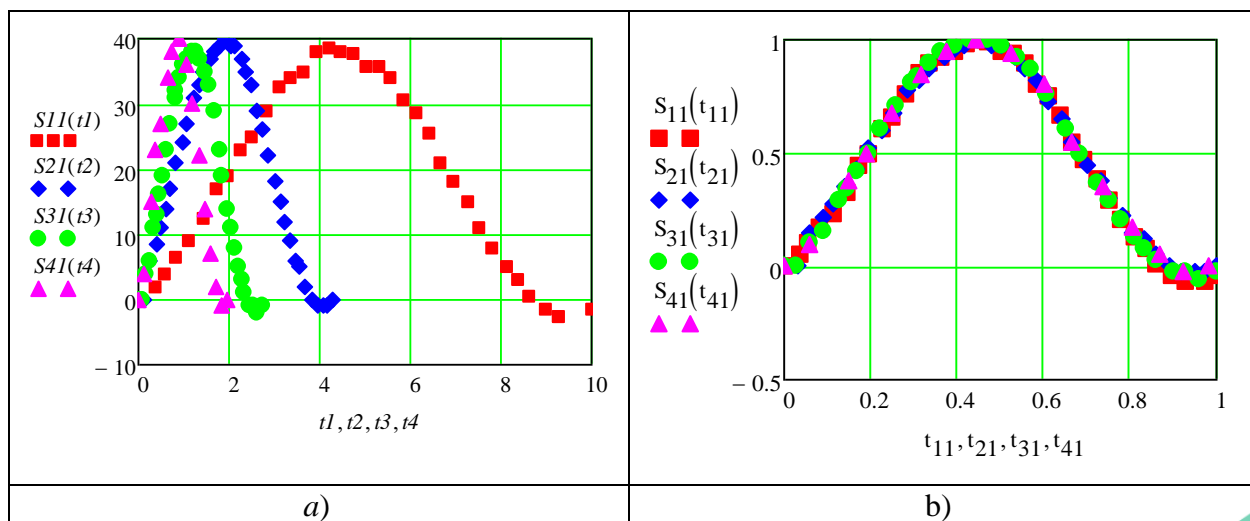 40
30
20
10
0
− 10
S11(t1)
S21(t2)
S31(t3)
S41(t4)
0 2 4 6 8 10
t1 , t2 , t3 , t4
a)
1
0.5
0
− 0.5
S11(t11)
S21(t21)
S31(t31)
S41(t41)
0 0.2 0.4 0.6 0.8 1
t11 , t21 , t31 , t41
b)